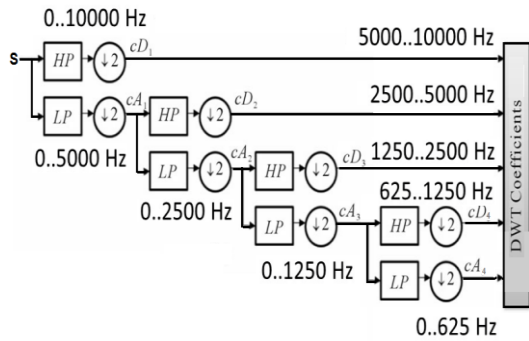 0..10000 Hz
5000..10000 Hz
S
HP
↓2
cD₁
LP
↓2
cA₁
HP
↓2
cD₂
2500..5000 Hz
0..5000 Hz
LP
↓2
cA₂
HP
↓2
cD₃
1250..2500 Hz
0..2500 Hz
LP
↓2
cA₃
HP
↓2
cD₄
625..1250 Hz
0..1250 Hz
LP
↓2
cA₄
0..625 Hz
DWT Coefficients